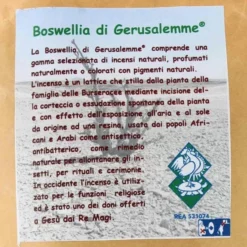 Boswellia di Gerusalemme®
La Boswellia di Gerusalemme® comprende una
gamma selezionata di incensi naturali, profumati
naturalmente o colorati con pigmenti naturali.
L'incenso è un lattice che stilla dalla pianta della
famiglia delle Burseracee mediante incisione del-
la corteccia o essudazione spontanea della pianta
e con l'effetto dell'esposizione all'aria e al sole
da origine ad una resina, usato dai popoli Afri-
cani e Arabi come antisettico,
antibatterico, come rimedio
naturale per allontanare gli in-
setti, per rituali e cerimonie.
In occidente l'incenso è utiliz-
zato per le funzioni religiose
ed è stato uno dei doni offerti
a Gesù dai Re Magi
REA 531024